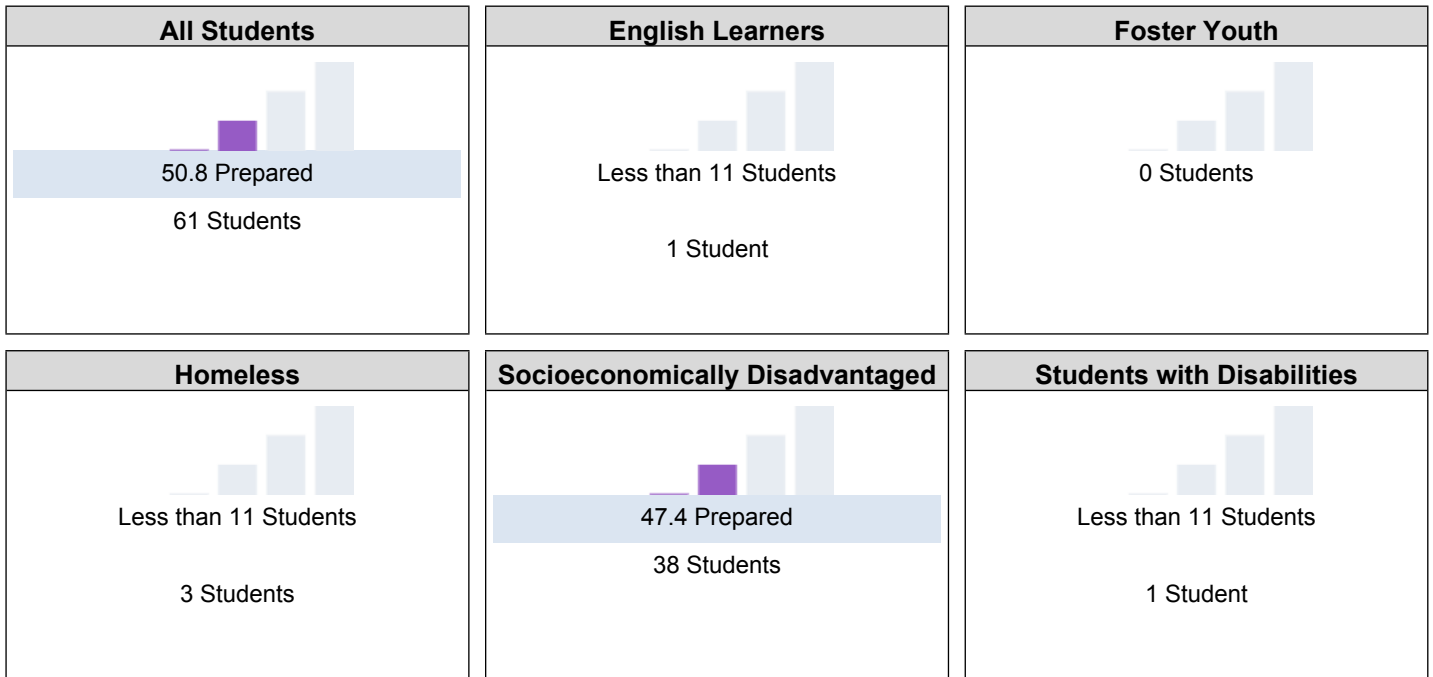 All Students
50.8 Prepared
61 Students
English Learners
Less than 11 Students
1 Student
Foster Youth
0 Students
Homeless
Less than 11 Students
3 Students
Socioeconomically Disadvantaged
47.4 Prepared
38 Students
Students with Disabilities
Less than 11 Students
1 Student